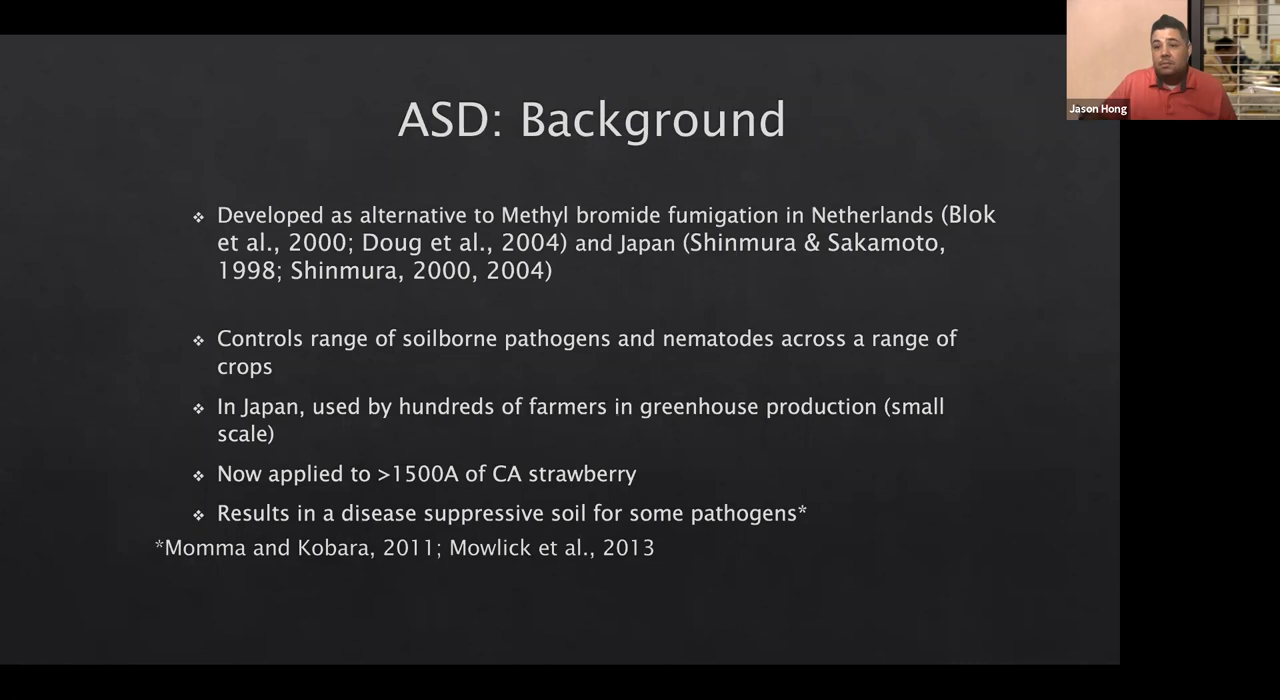 ASD: Background
Developed as alternative to Methyl bromide fumigation in Netherlands (Blok
et al., 2000; Doug et al., 2004) and Japan (Shinmura & Sakamoto,
1998; Shinmura, 2000, 2004)
Controls range of soilborne pathogens and nematodes across a range of
crops
In Japan, used by hundreds of farmers in greenhouse production (small
scale)
Now applied to >1500A of CA strawberry
Results in a disease suppressive soil for some pathogens*
*Momma and Kobara, 2011; Mowlick et al., 2013
Jason Hong